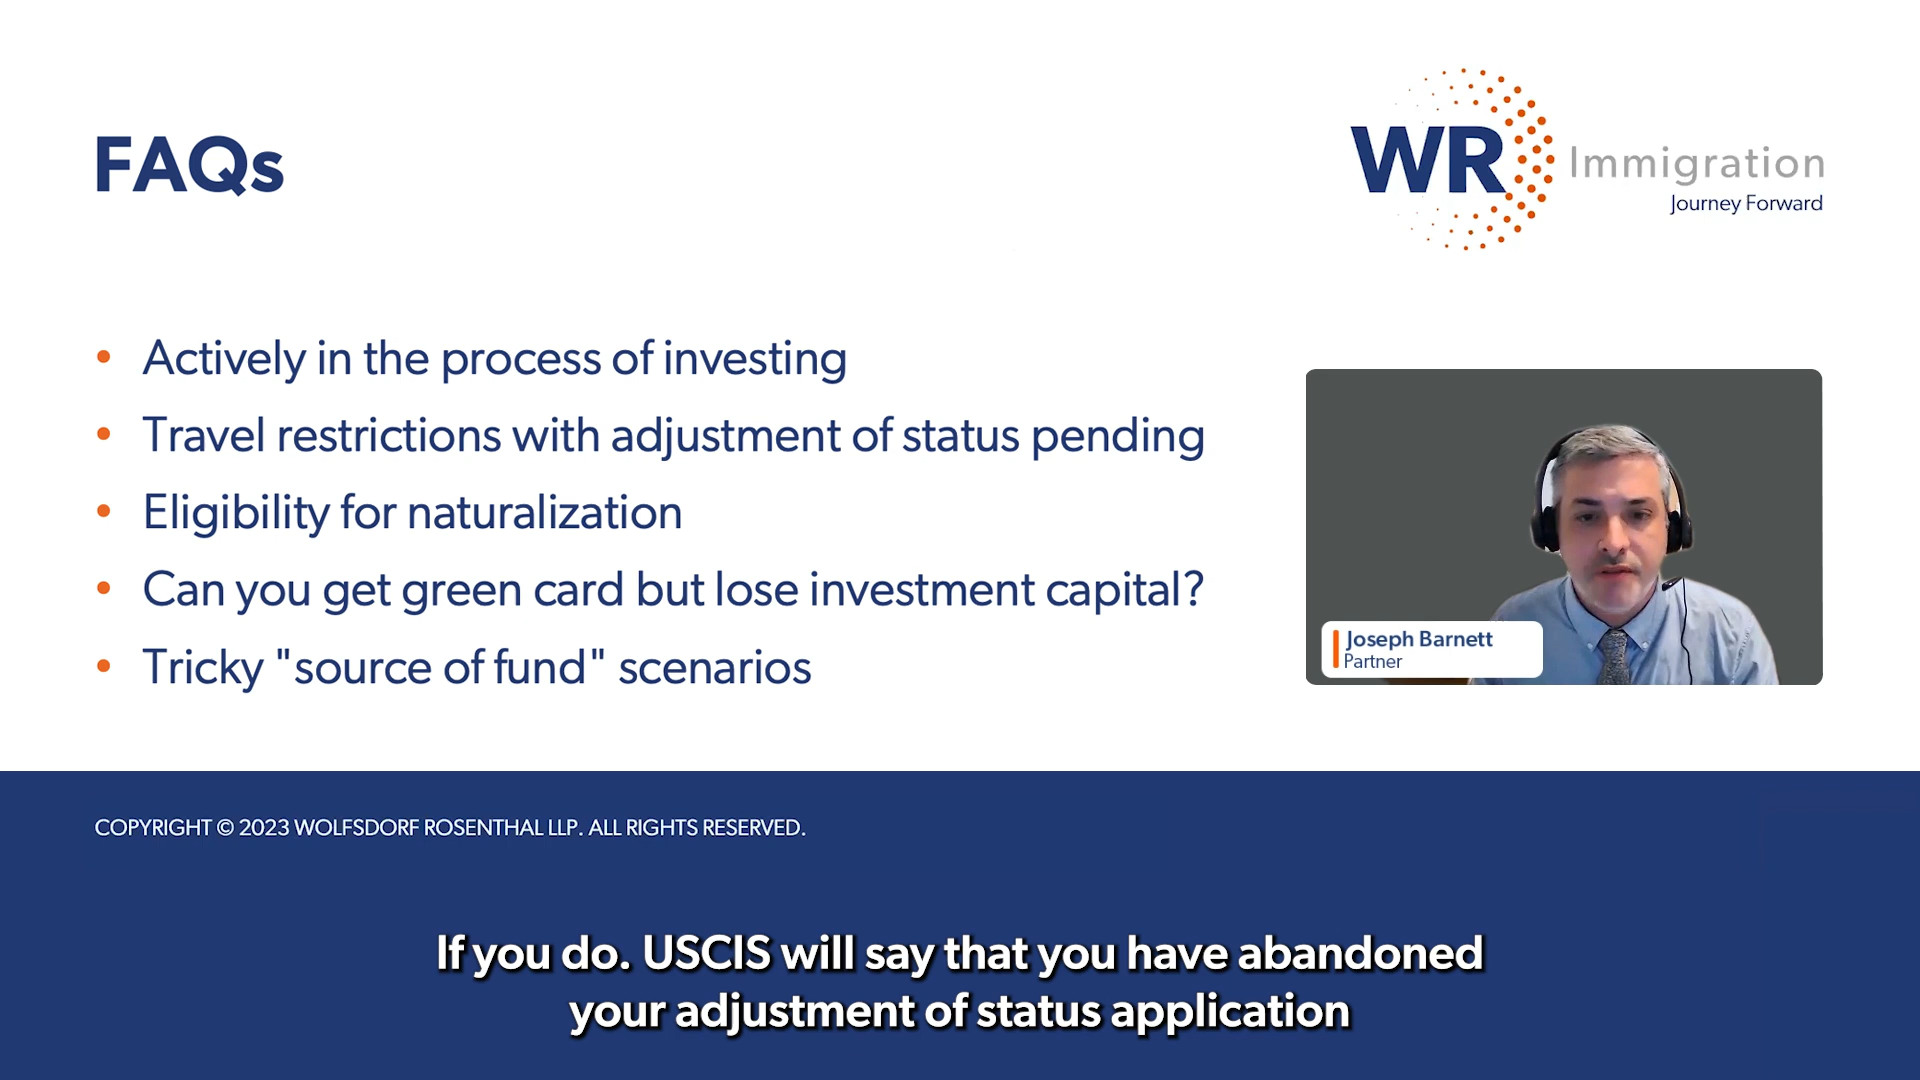 FAQs
WR Immigration
Journey Forward
• Actively in the process of investing
• Travel restrictions with adjustment of status pending
• Eligibility for naturalization
• Can you get green card but lose investment capital?
• Tricky "source of fund" scenarios
Joseph Barnett
Partner
COPYRIGHT © 2023 WOLFSDORF ROSENTHAL LLP. ALL RIGHTS RESERVED.
If you do. USCIS will say that you have abandoned
your adjustment of status application